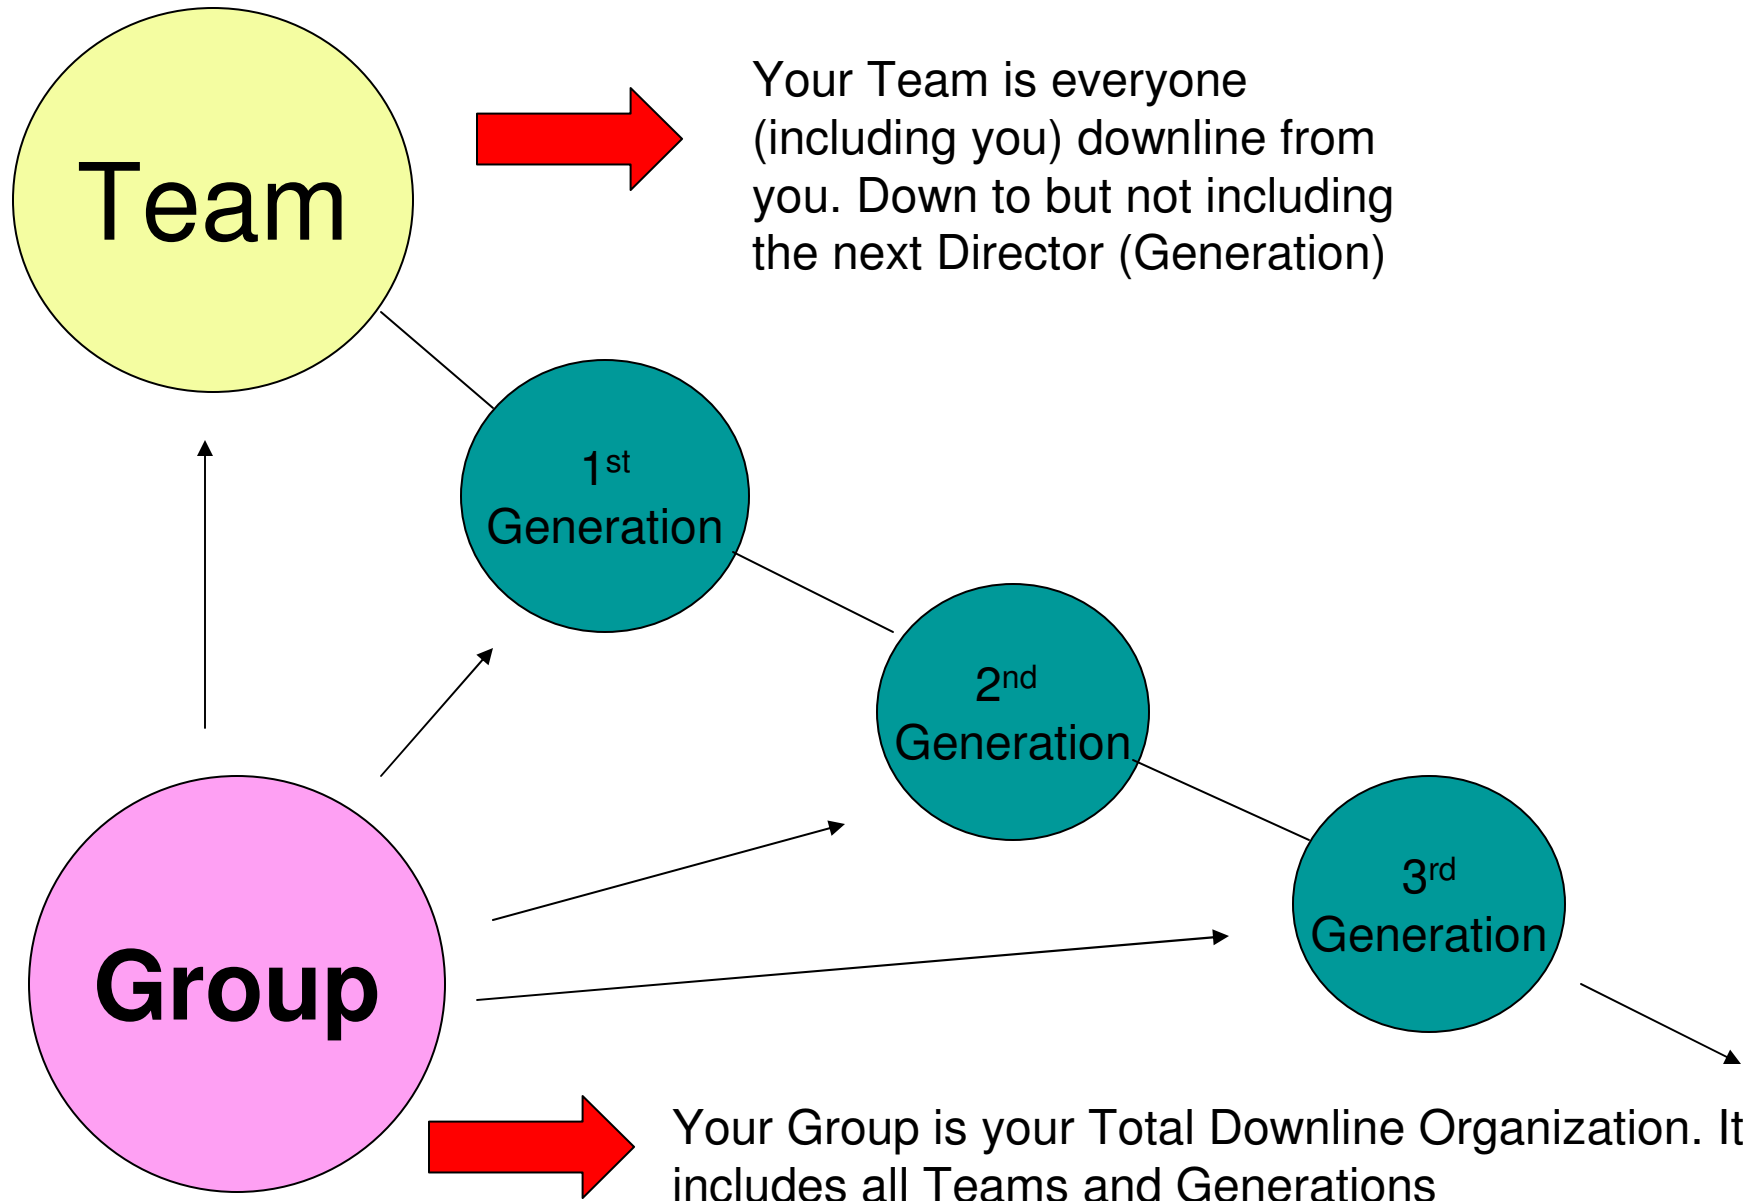 Team
Your Team is everyone
(including you) downline from
you. Down to but not including
the next Director (Generation)
1st
Generation
2nd
Generation
3rd
Generation
Group
Your Group is your Total Downline Organization. It
includes all Teams and Generations